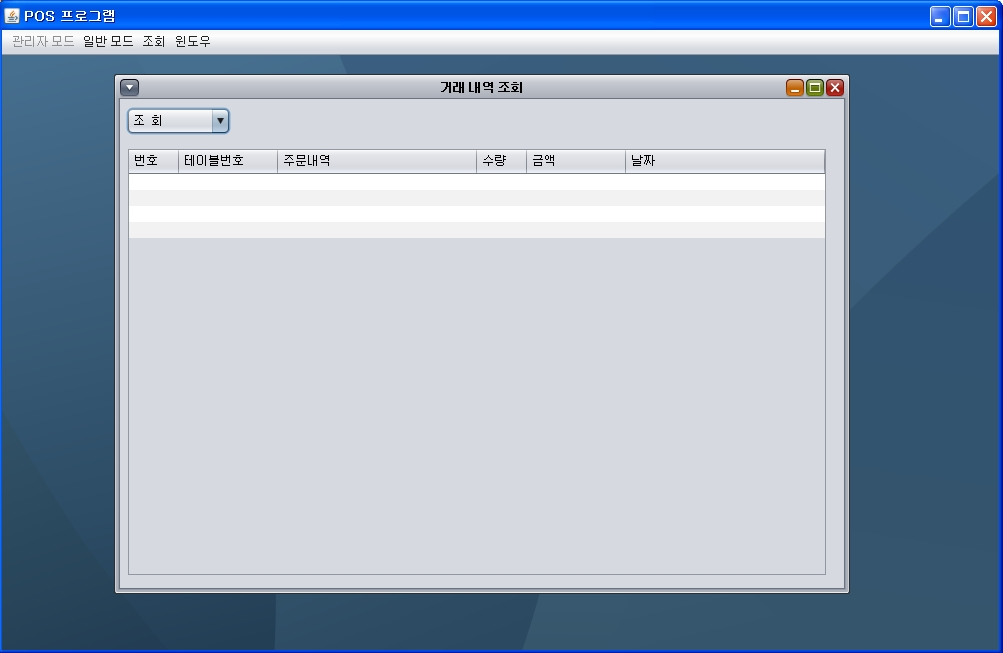 POS 프로그램
관리자 모드 일반 모드 조회 윈도우
거래 내역 조회
조 회
번호 테이블번호 주문내역 수량 금액 날짜